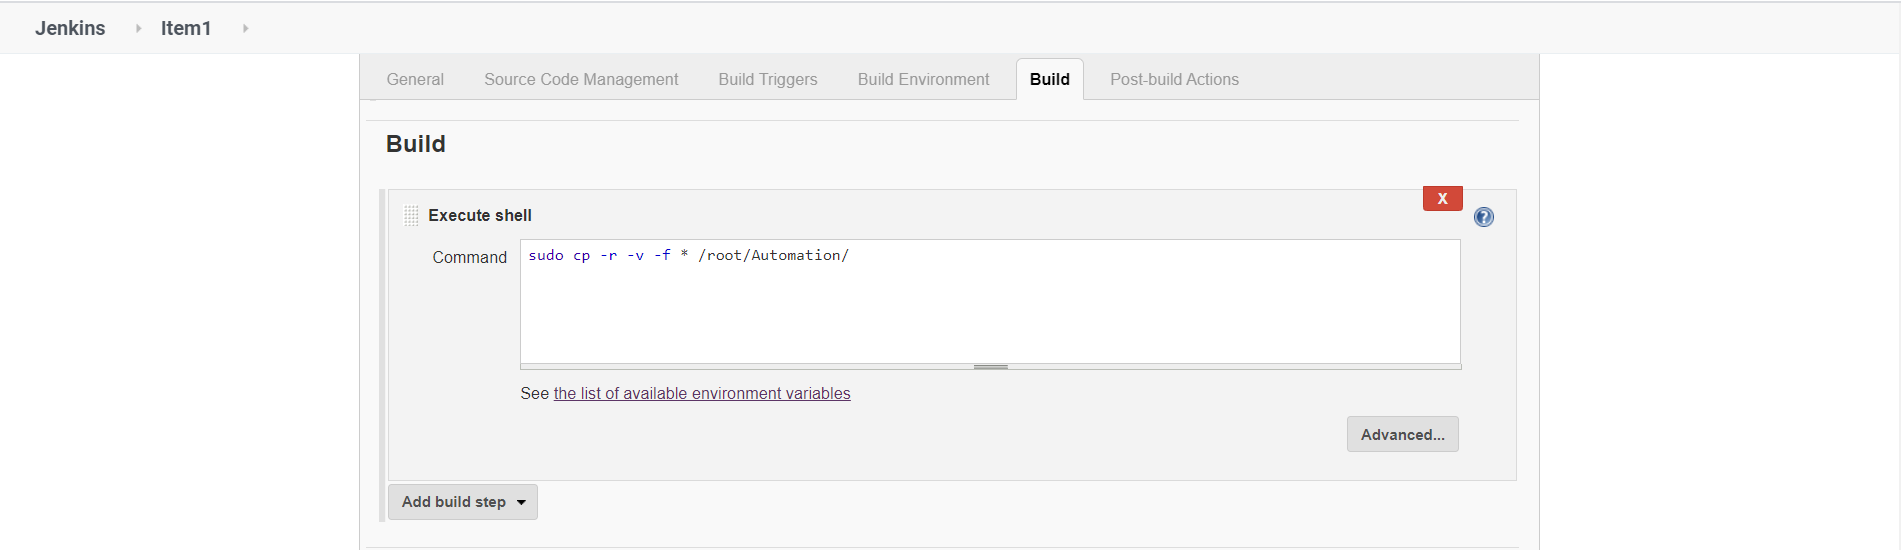 Jenkins Item1
General Source Code Management Build Triggers Build Environment Build Post-build Actions
Build
X
Execute shell ?
Command sudo cp -r -v -f * /root/Automation/
See the list of available environment variables
Advanced...
Add build step